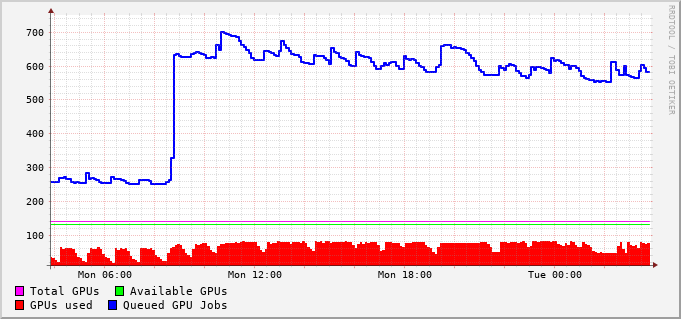 700
600
500
400
300
200
100
Mon 06:00 Mon 12:00 Mon 18:00 Tue 00:00
Total GPUs Available GPUs
GPUs used Queued GPU Jobs
RRDTOOL / TOBI OETIKER